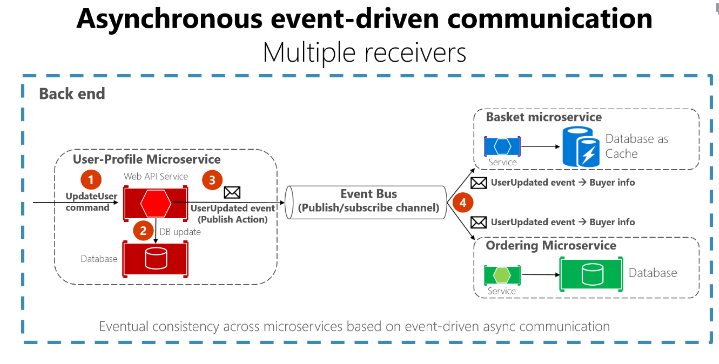 Asynchronous event-driven communication
Multiple receivers
Back end
User-Profile Microservice
Web API Service
1
UpdateUser
command
3
UserUpdated event
(Publish Action)
2
DB update
Database
Event Bus
(Publish/subscribe channel)
4
Basket microservice
Service
Database as
Cache
UserUpdated event → Buyer info
UserUpdated event → Buyer info
Ordering Microservice
Service
Database
Eventual consistency across microservices based on event-driven async communication